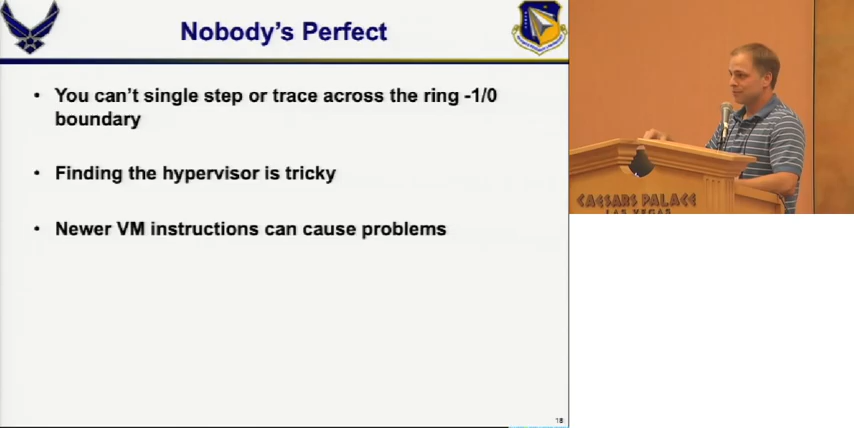 Nobody's Perfect
• You can't single step or trace across the ring -1/0
boundary
• Finding the hypervisor is tricky
• Newer VM instructions can cause problems
18
CAESARS PALACE
LAS VEGAS